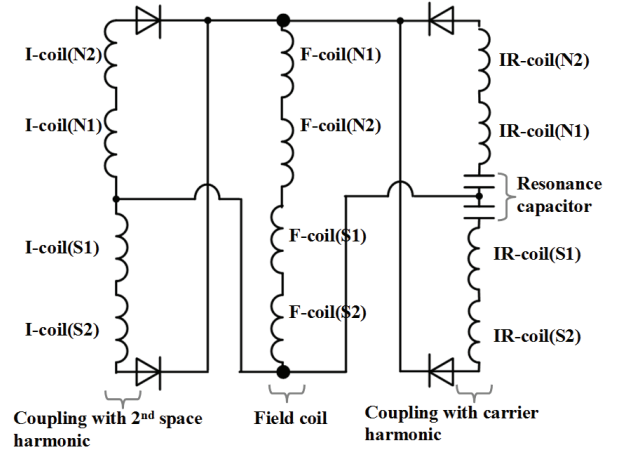 I-coil(N2)
F-coil(N1)
IR-coil(N2)
I-coil(N1)
F-coil(N2)
IR-coil(N1)
Resonance
capacitor
I-coil(S1)
F-coil(S1)
IR-coil(S1)
I-coil(S2)
F-coil(S2)
IR-coil(S2)
Coupling with 2nd space
harmonic
Field coil
Coupling with carrier
harmonic